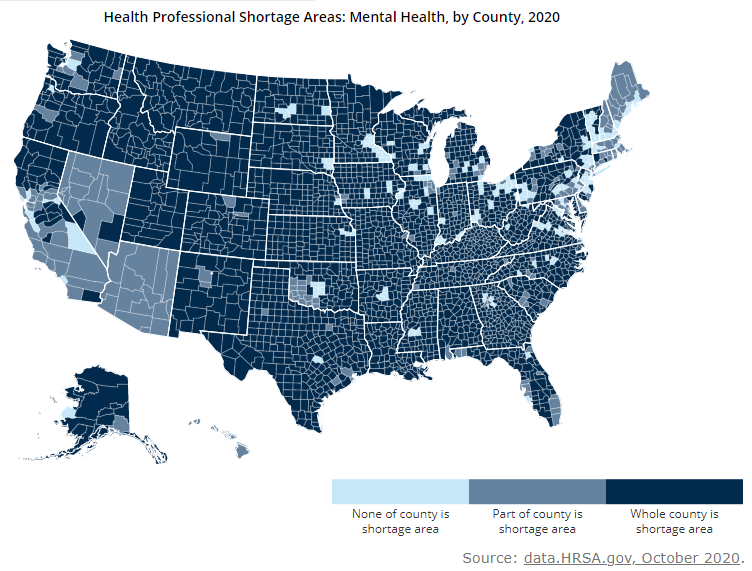 Health Professional Shortage Areas: Mental Health, by County, 2020
None of county is
shortage area
Part of county is
shortage area
Whole county is
shortage area
Source: data.HRSA.gov, October 2020.